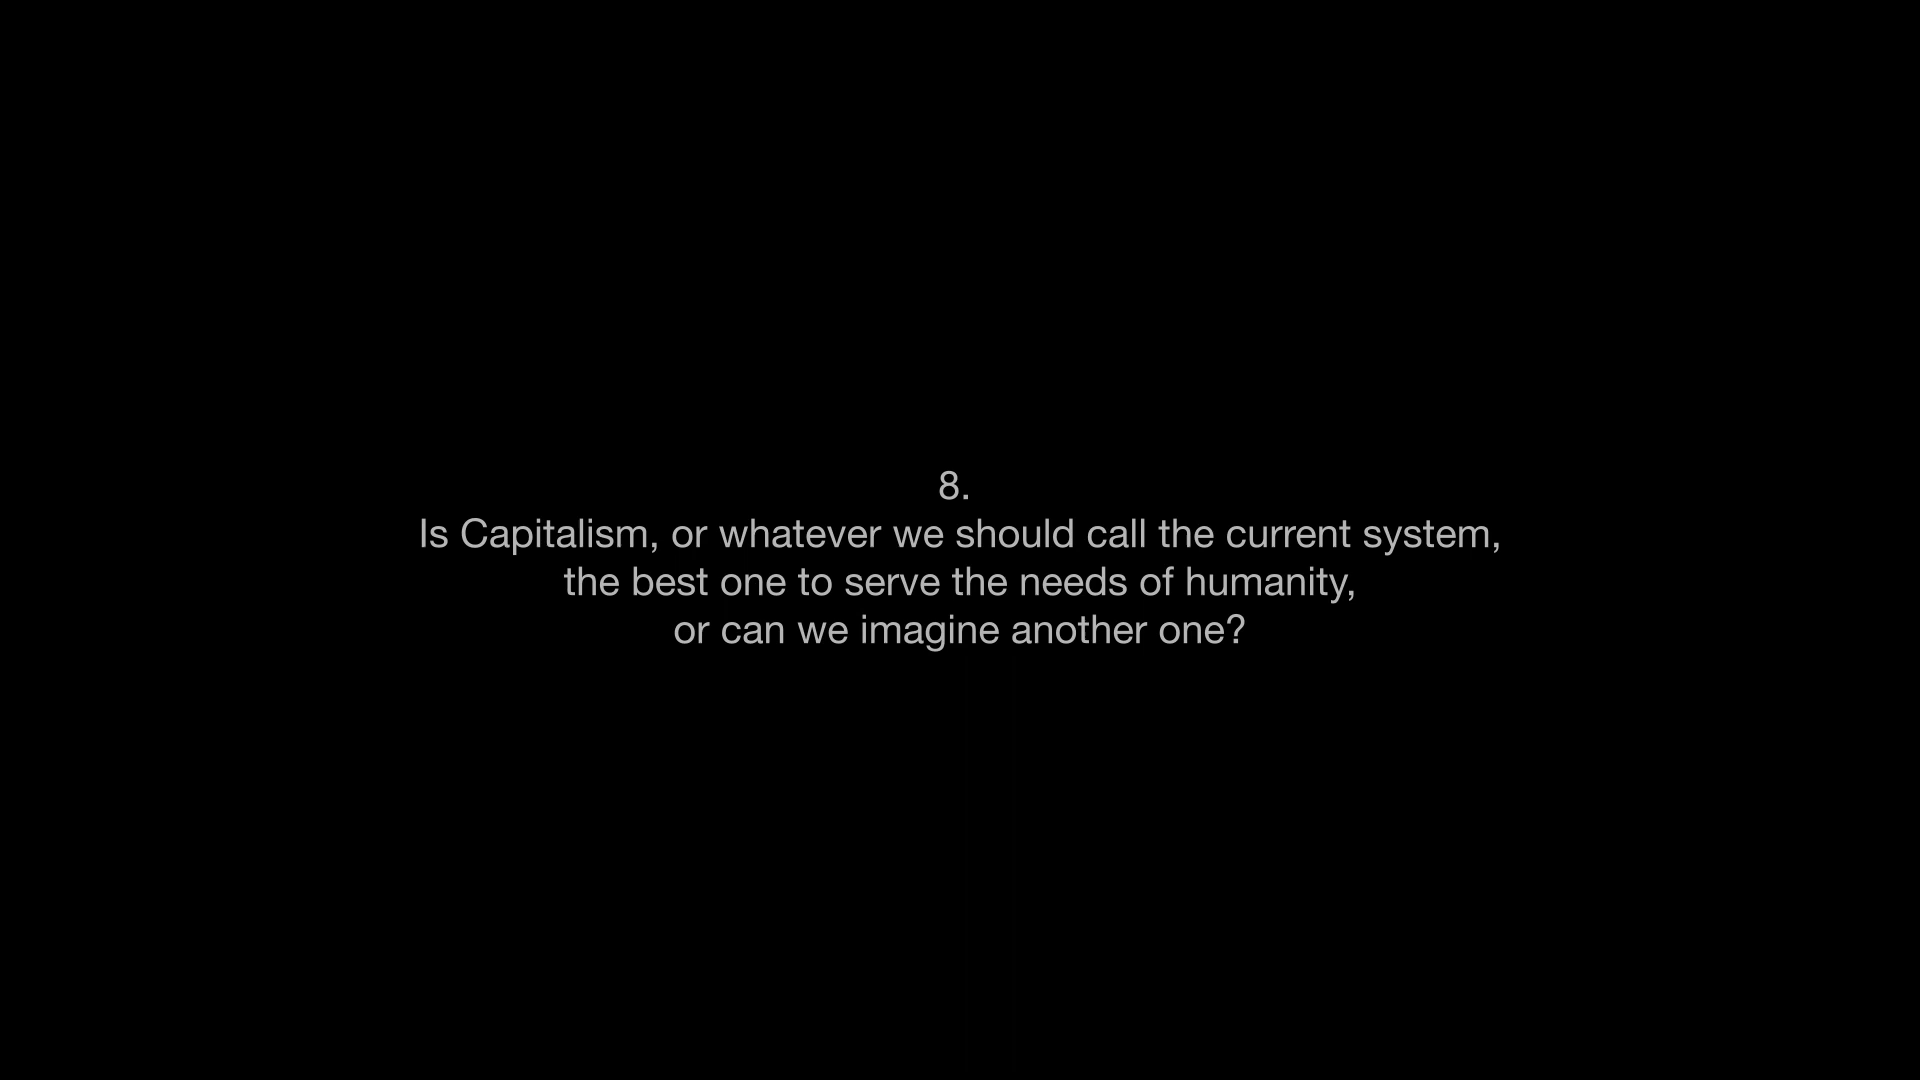 8.
Is Capitalism, or whatever we should call the current system,
the best one to serve the needs of humanity,
or can we imagine another one?